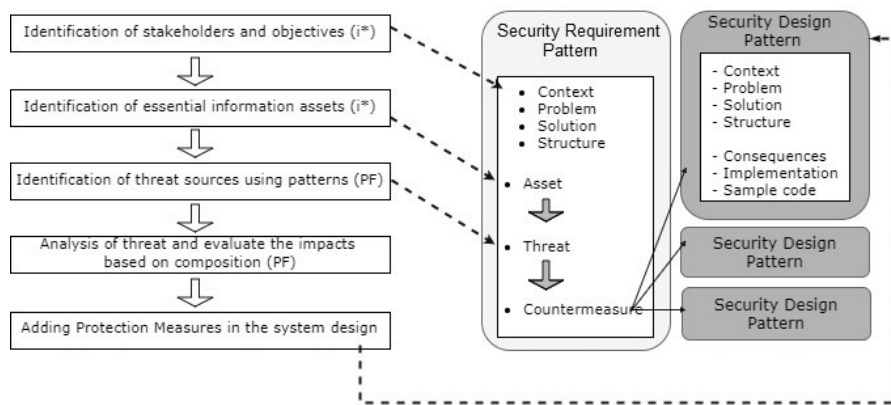 Identification of stakeholders and objectives (i*)
Identification of essential information assets (i*)
Identification of threat sources using patterns (PF)
Analysis of threat and evaluate the impacts
based on composition (PF)
Adding Protection Measures in the system design
Security Requirement
Pattern
• Context
• Problem
• Solution
• Structure
• Asset
• Threat
• Countermeasure
Security Design
Pattern
- Context
- Problem
- Solution
- Structure
- Consequences
- Implementation
- Sample code
Security Design
Pattern
Security Design
Pattern